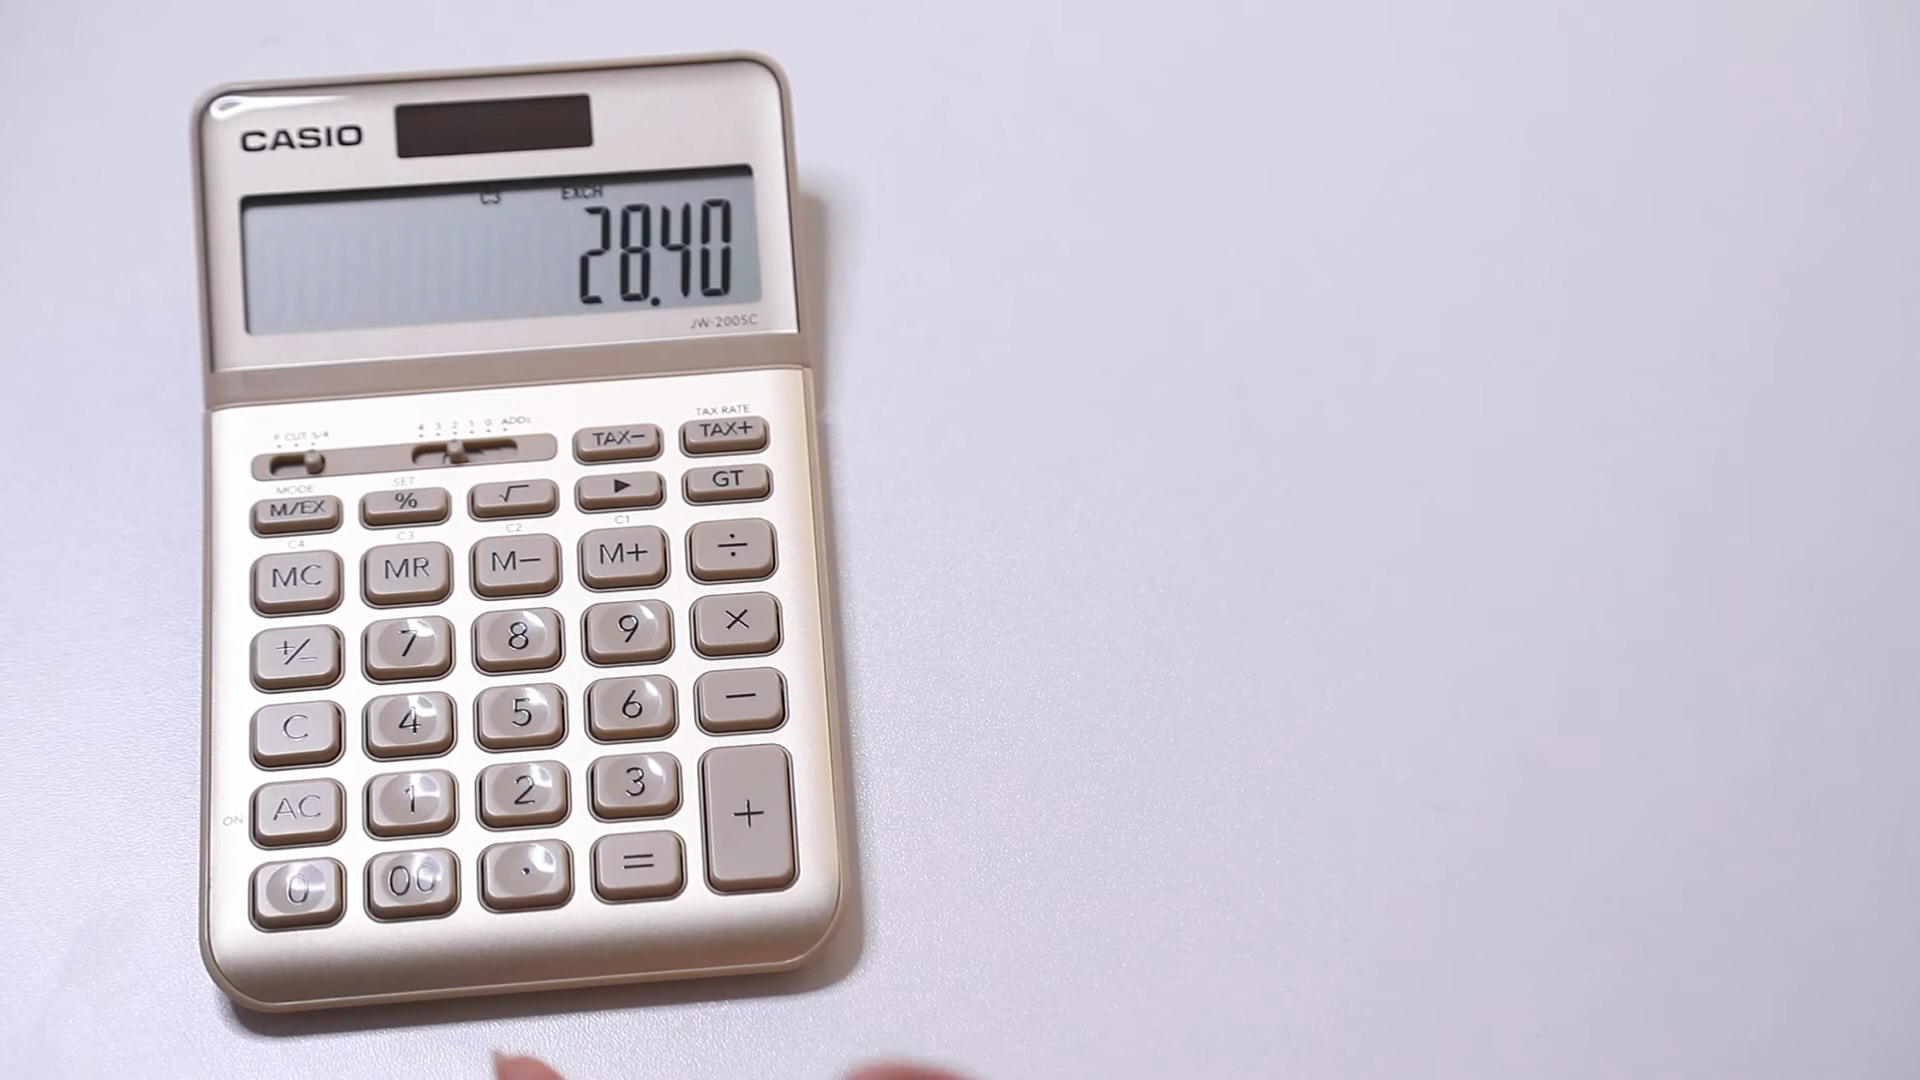 CASIO
C3 EXCH
28.40
JW-200SC
TAX RATE
F CUT 5/4
4 3 2 1 0 ADD2
TAX− TAX+
MODE SET
M/EX % √ ▶ GT
C4 C3 C2 C1
MC MR M− M+ ÷
+/− 7 8 9 ×
C 4 5 6 −
ON AC 1 2 3 +
0 00 · =